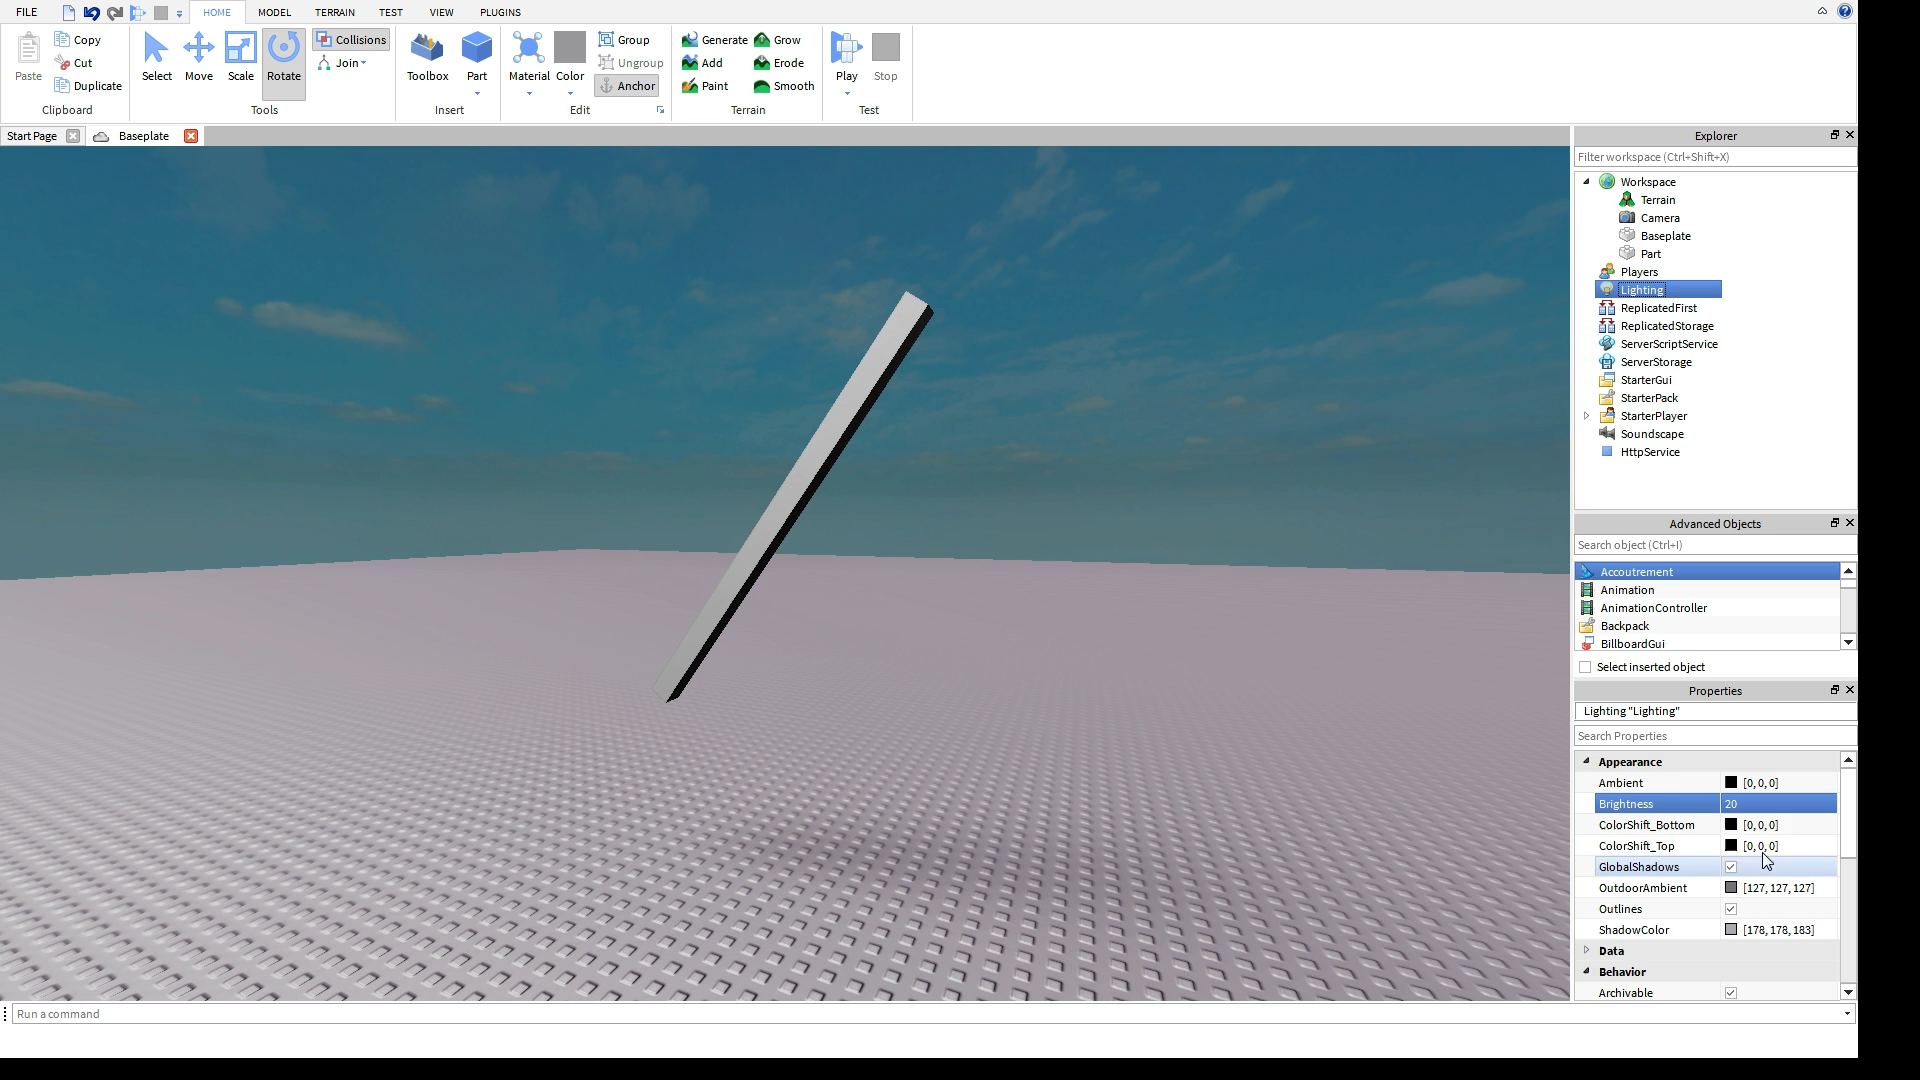 FILE HOME MODEL TERRAIN TEST VIEW PLUGINS
Paste Copy Cut Duplicate
Clipboard
Select Move Scale Rotate Collisions Join
Tools
Toolbox Part
Insert
Material Color Group Ungroup Anchor
Edit
Generate Grow
Add Erode
Paint Smooth
Terrain
Play Stop
Test
Start Page Baseplate
Explorer
Filter workspace (Ctrl+Shift+X)
Workspace
Terrain
Camera
Baseplate
Part
Players
Lighting
ReplicatedFirst
ReplicatedStorage
ServerScriptService
ServerStorage
StarterGui
StarterPack
StarterPlayer
Soundscape
HttpService
Advanced Objects
Search object (Ctrl+I)
Accoutrement
Animation
AnimationController
Backpack
BillboardGui
Select inserted object
Properties
Lighting "Lighting"
Search Properties
Appearance
Ambient [0, 0, 0]
Brightness 20
ColorShift_Bottom [0, 0, 0]
ColorShift_Top [0, 0, 0]
GlobalShadows
OutdoorAmbient [127, 127, 127]
Outlines
ShadowColor [178, 178, 183]
Data
Behavior
Archivable
Run a command